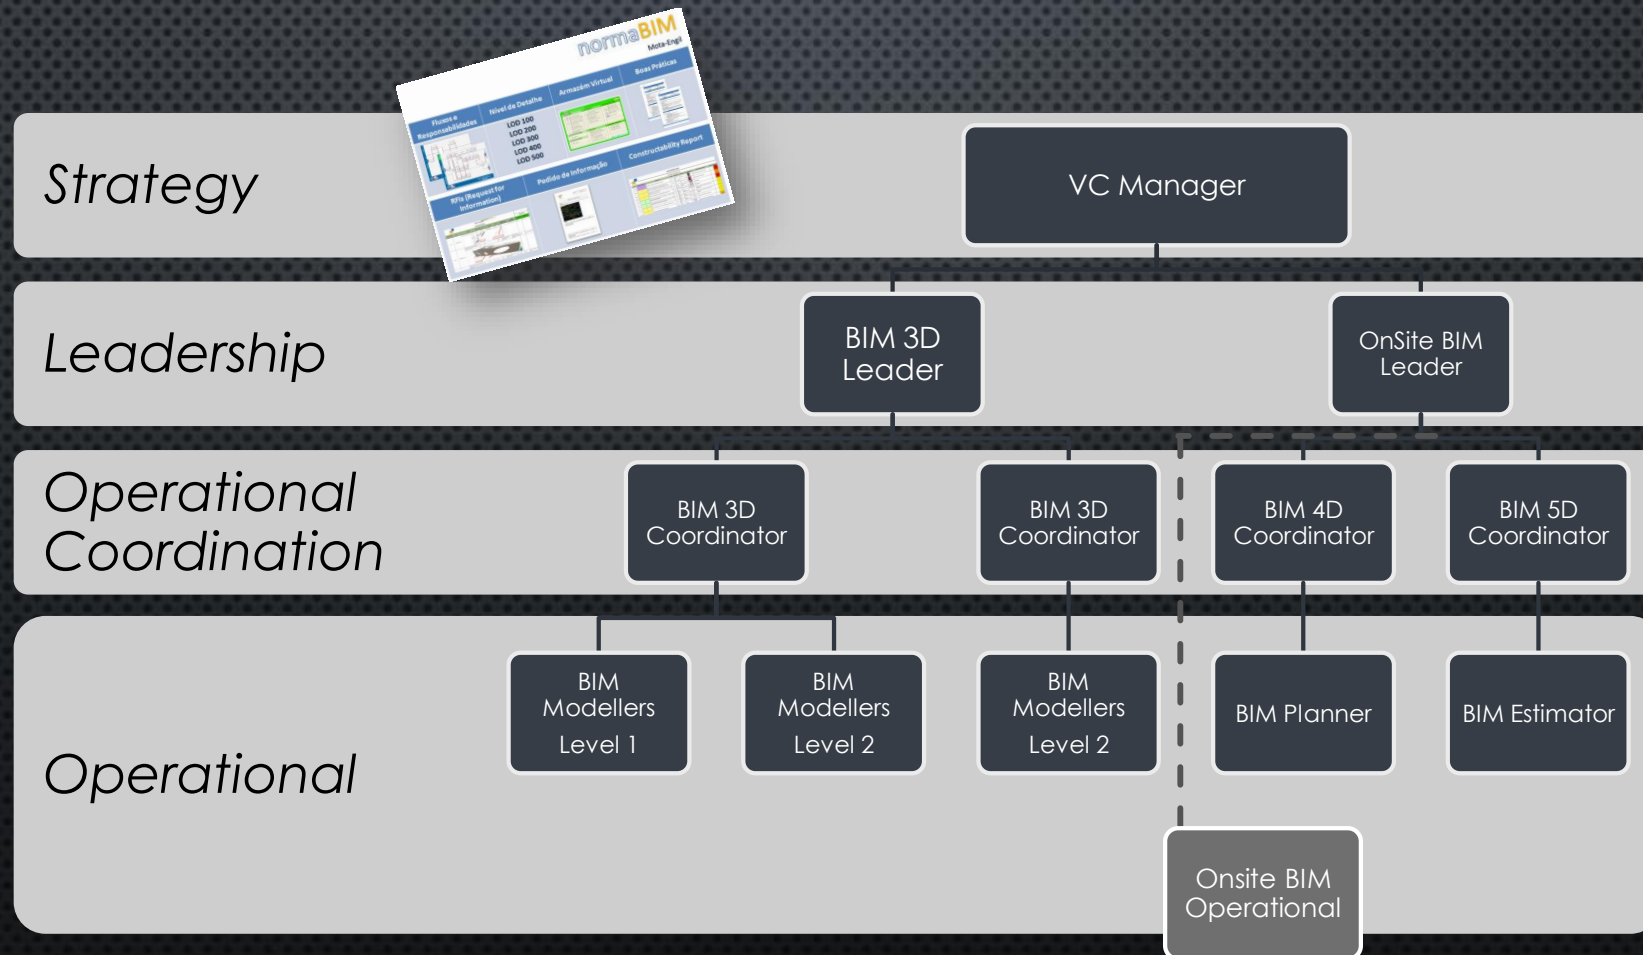 normaBIM
Mota-Engil
Fluxos e
Responsabilidades
Nível de Detalhe
Armazém Virtual
Boas Práticas
LOD 100
LOD 200
LOD 300
LOD 400
LOD 500
RFIs (Request for
Information)
Pedido de Informação
Constructability Report
Strategy
VC Manager
Leadership
BIM 3D
Leader
OnSite BIM
Leader
Operational
Coordination
BIM 3D
Coordinator
BIM 3D
Coordinator
BIM 4D
Coordinator
BIM 5D
Coordinator
Operational
BIM
Modellers
Level 1
BIM
Modellers
Level 2
BIM
Modellers
Level 2
BIM Planner
BIM Estimator
Onsite BIM
Operational